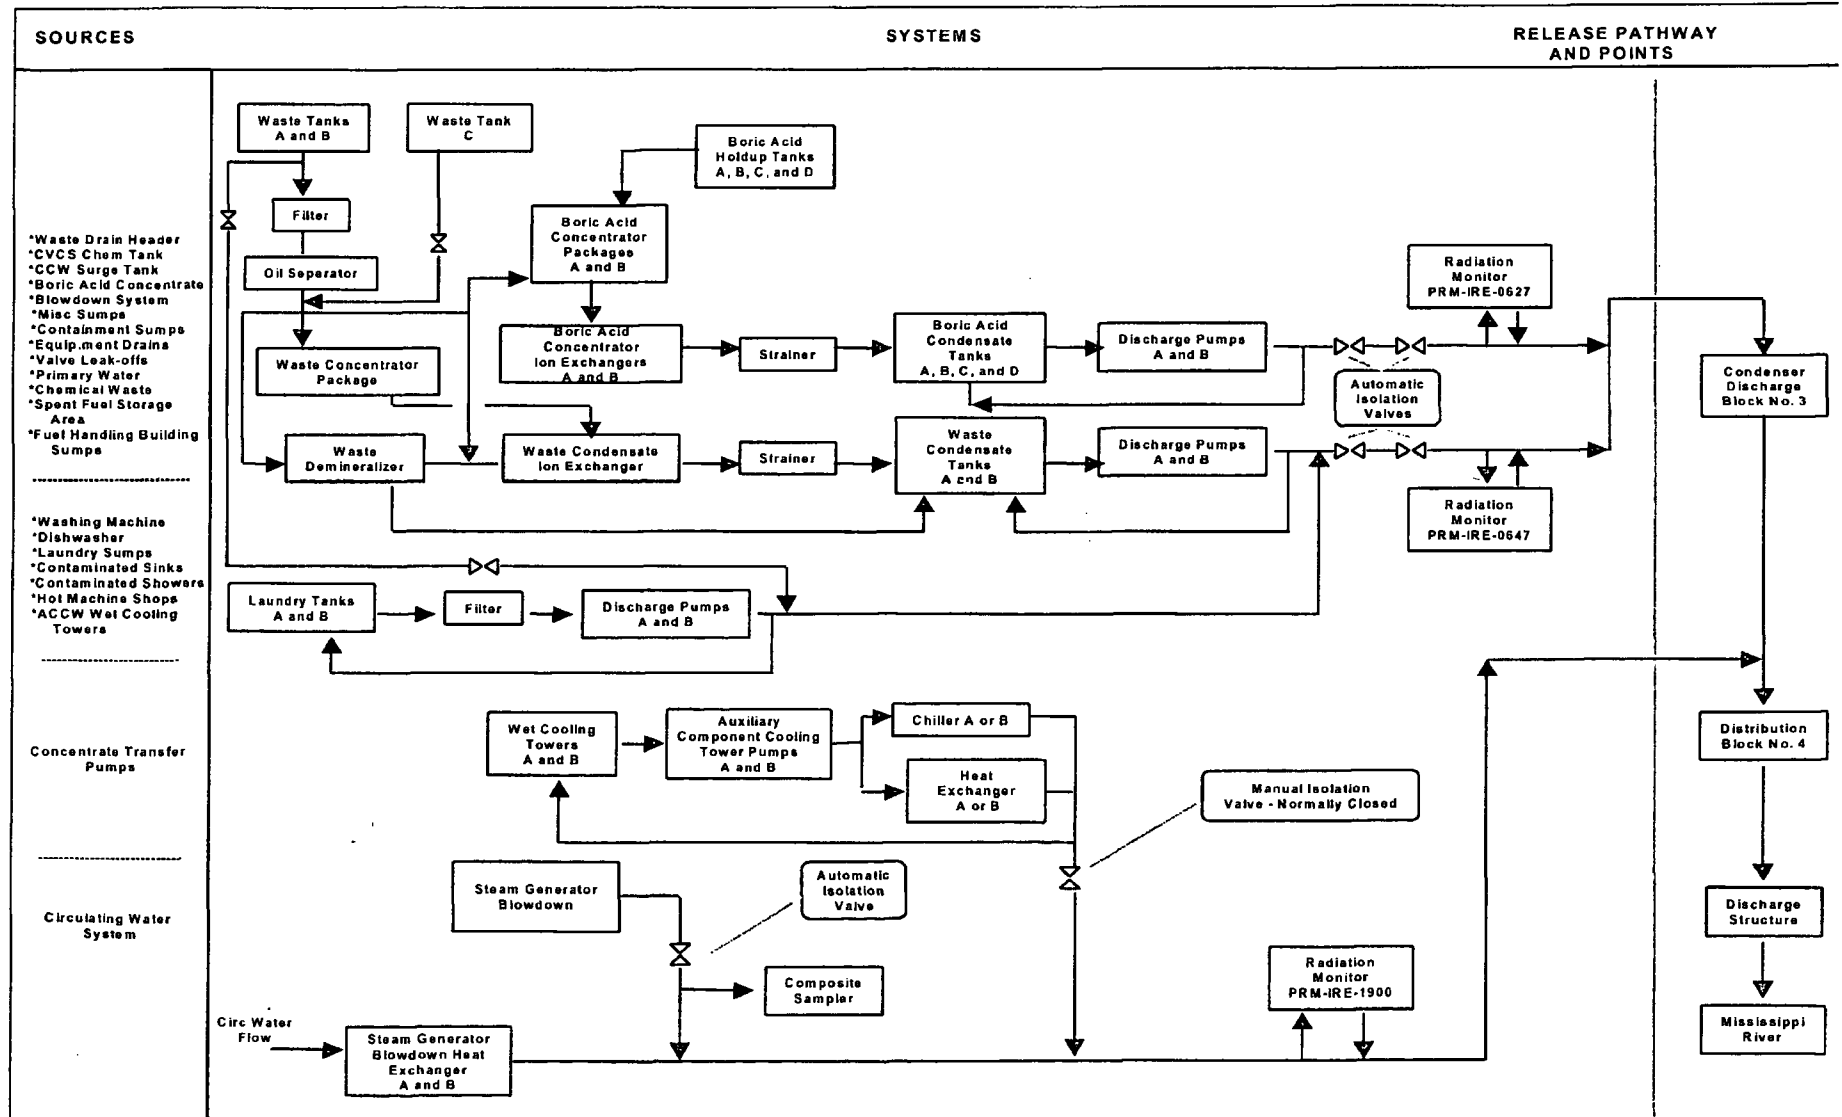 SOURCES
SYSTEMS
RELEASE PATHWAY
AND POINTS
*Waste Drain Header
*CVCS Chem Tank
*CCW Surge Tank
*Boric Acid Concentrate
*Blowdown System
*Misc Sumps
*Containment Sumps
*Equip.ment Drains
*Valve Leak-offs
*Primary Water
*Chemical Waste
*Spent Fuel Storage
Area
*Fuel Handling Building
Sumps
*Washing Machine
*Dishwasher
*Laundry Sumps
*Contaminated Sinks
*Contaminated Showers
*Hot Machine Shops
*ACCW Wet Cooling
Towers
Concentrate Transfer
Pumps
Circulating Water
System
Waste Tanks
A and B
Waste Tank
C
Boric Acid
Holdup Tanks
A, B, C, and D
Filter
Oil Seperator
Boric Acid
Concentrator
Packages
A and B
Waste Concentrator
Package
Boric Acid
Concentrator
Ion Exchangers
A and B
Strainer
Boric Acid
Condensate
Tanks
A, B, C, and D
Discharge Pumps
A and B
Radiation
Monitor
PRM-IRE-0627
Automatic
Isolation
Valves
Waste
Demineralizer
Waste Condensate
Ion Exchanger
Strainer
Waste
Condensate
Tanks
A and B
Discharge Pumps
A and B
Radiation
Monitor
PRM-IRE-0647
Laundry Tanks
A and B
Filter
Discharge Pumps
A and B
Wet Cooling
Towers
A and B
Auxiliary
Component Cooling
Tower Pumps
A and B
Chiller A or B
Heat
Exchanger
A or B
Manual Isolation
Valve - Normally Closed
Steam Generator
Blowdown
Automatic
Isolation
Valve
Composite
Sampler
Circ Water
Flow
Steam Generator
Blowdown Heat
Exchanger
A and B
Radiation
Monitor
PRM-IRE-1900
Condenser
Discharge
Block No. 3
Distribution
Block No. 4
Discharge
Structure
Mississippi
River